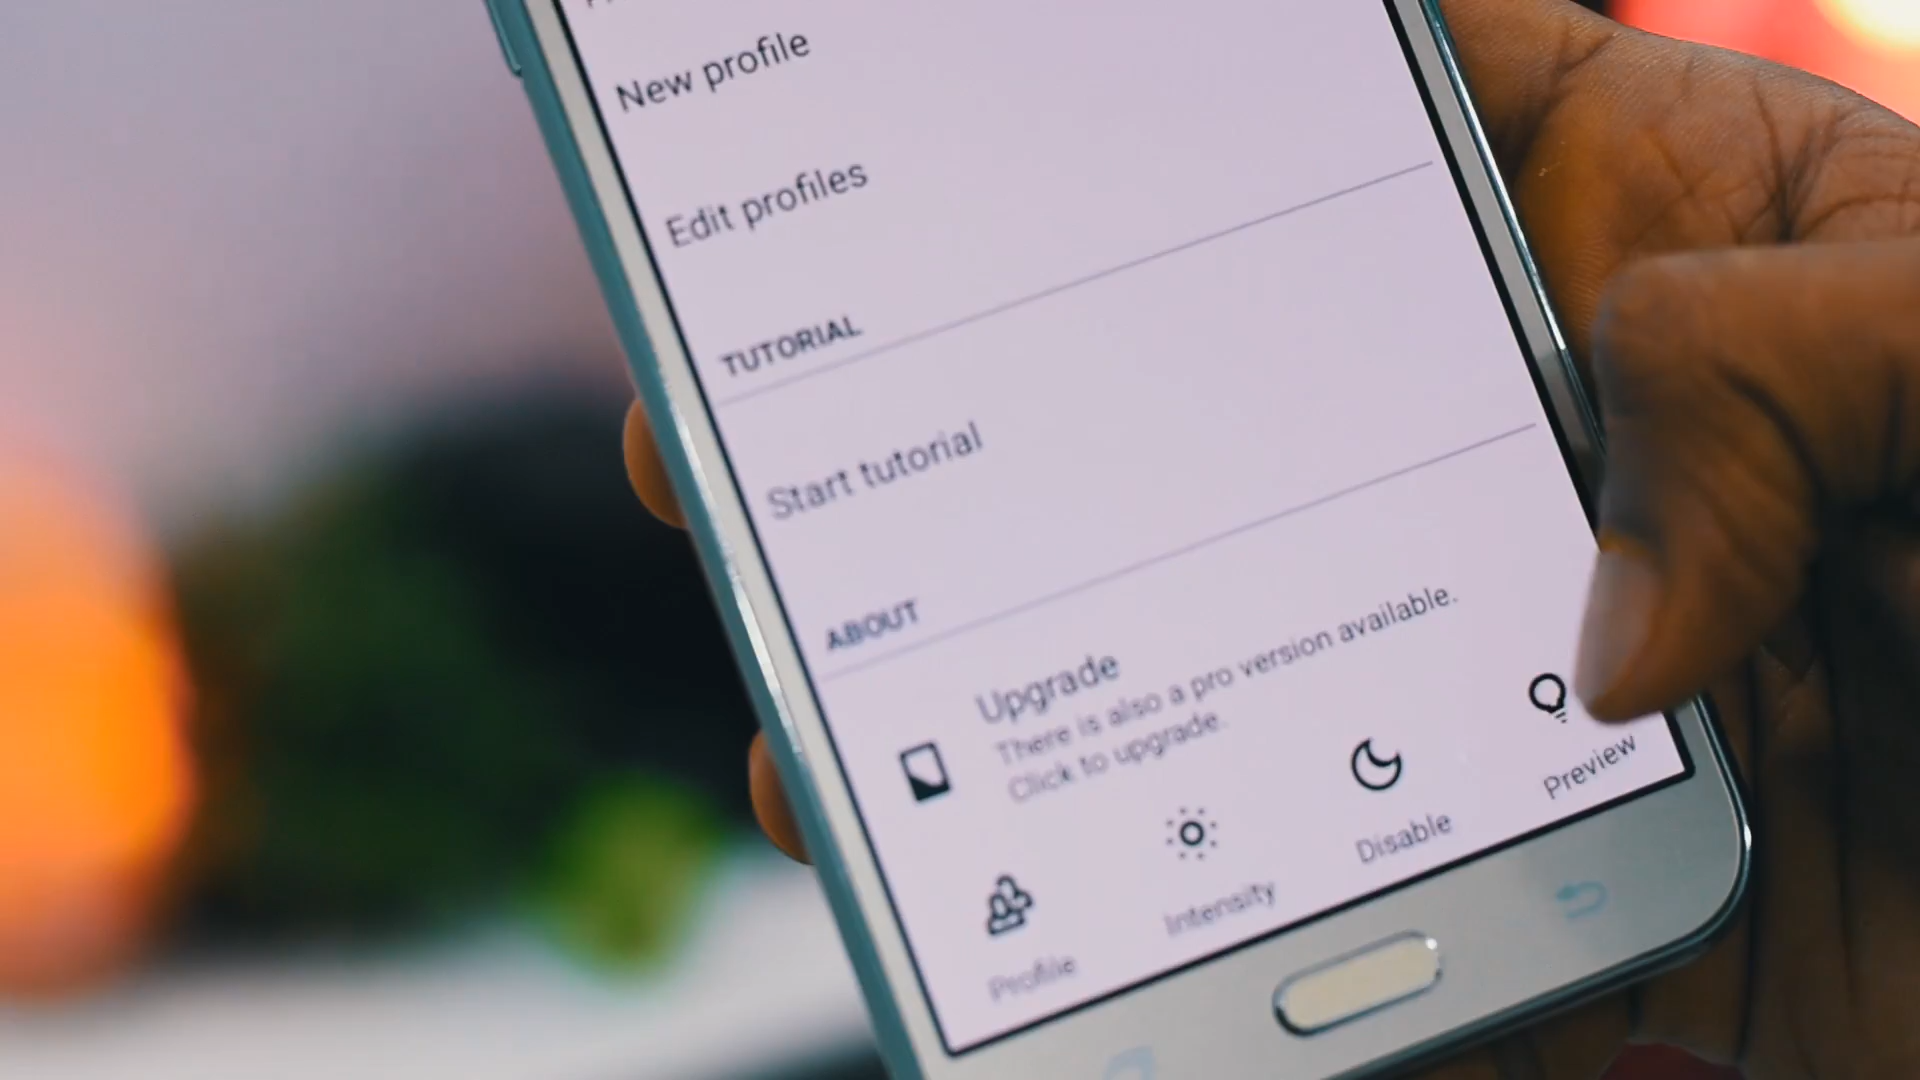 New profile
Edit profiles
TUTORIAL
Start tutorial
ABOUT
Upgrade
There is also a pro version available.
Click to upgrade.
Profile
Intensity
Disable
Preview